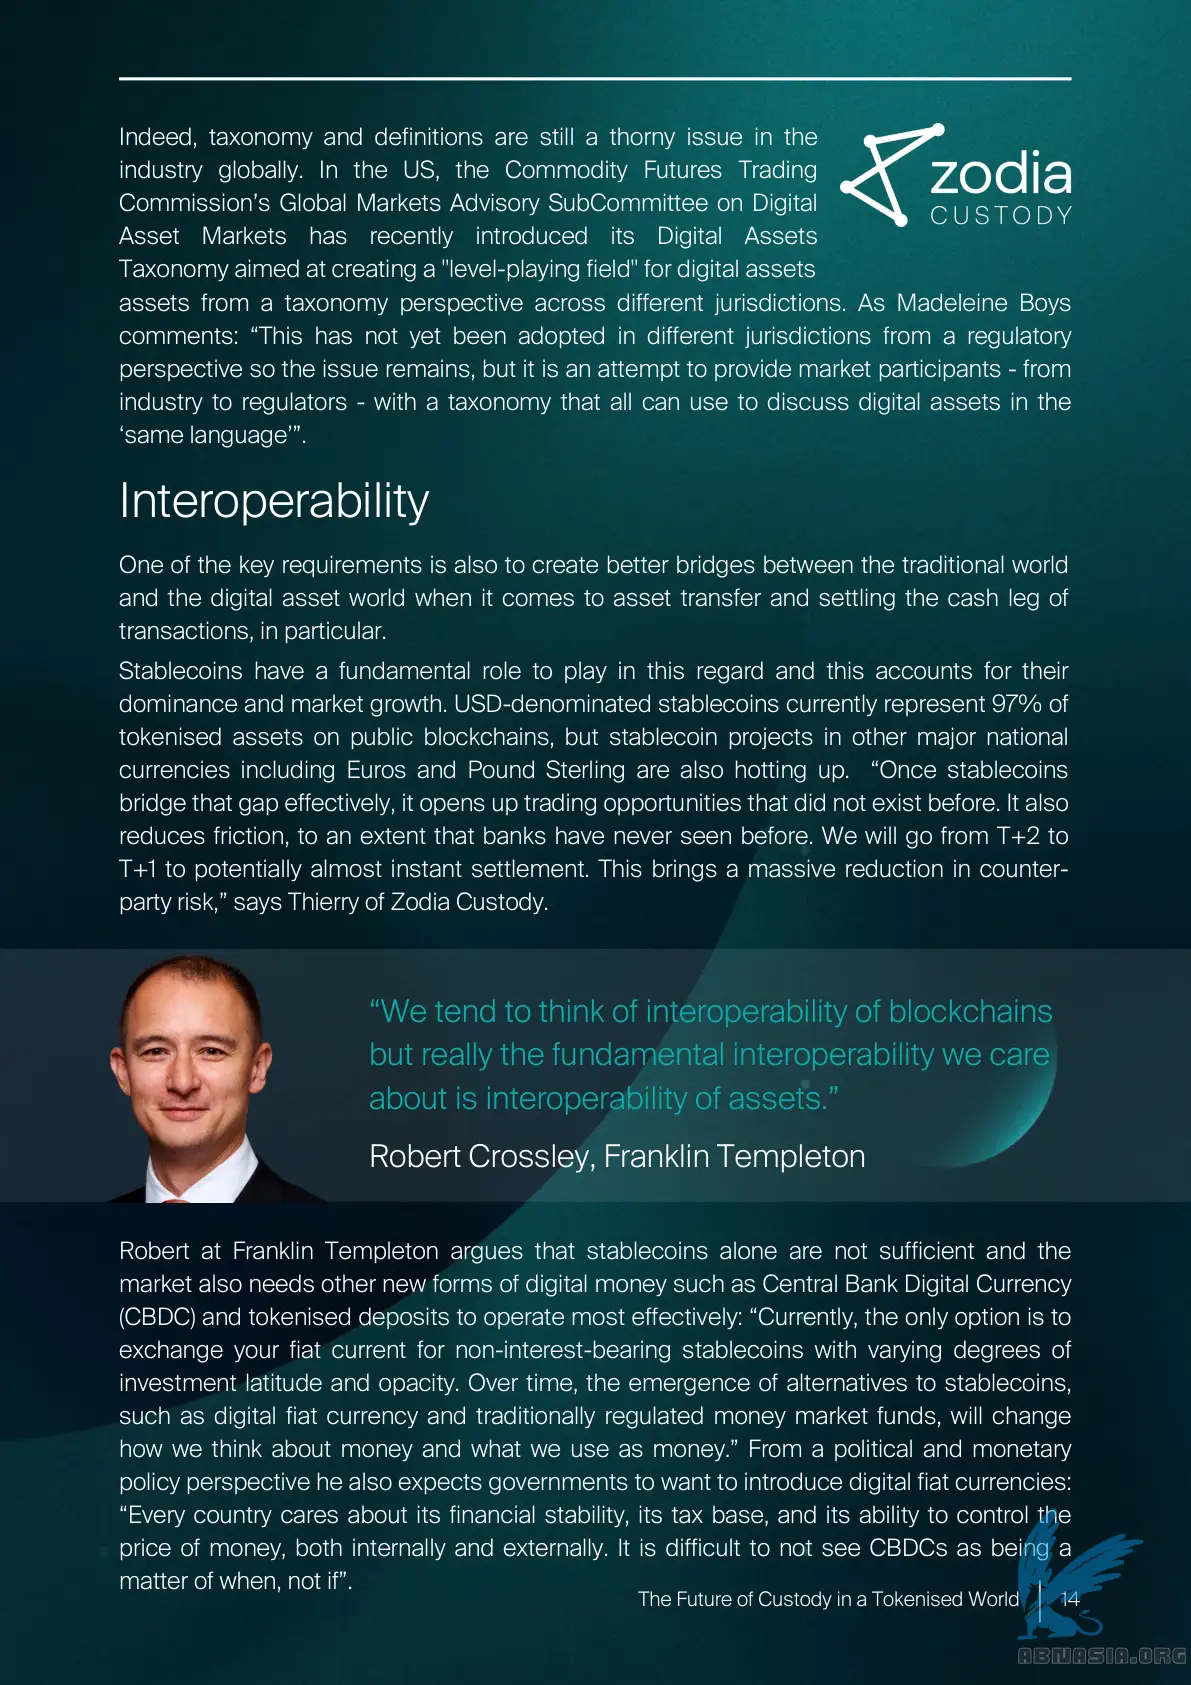 Indeed, taxonomy and definitions are still a thorny issue in the
industry globally. In the US, the Commodity Futures Trading
Commission’s Global Markets Advisory SubCommittee on Digital
Asset Markets has recently introduced its Digital Assets
Taxonomy aimed at creating a "level-playing field" for digital assets
zodia
CUSTODY
assets from a taxonomy perspective across different jurisdictions. As Madeleine Boys
comments: “This has not yet been adopted in different jurisdictions from a regulatory
perspective so the issue remains, but it is an attempt to provide market participants - from
industry to regulators - with a taxonomy that all can use to discuss digital assets in the
‘same language’”.
Interoperability
One of the key requirements is also to create better bridges between the traditional world
and the digital asset world when it comes to asset transfer and settling the cash leg of
transactions, in particular.
Stablecoins have a fundamental role to play in this regard and this accounts for their
dominance and market growth. USD-denominated stablecoins currently represent 97% of
tokenised assets on public blockchains, but stablecoin projects in other major national
currencies including Euros and Pound Sterling are also hotting up. “Once stablecoins
bridge that gap effectively, it opens up trading opportunities that did not exist before. It also
reduces friction, to an extent that banks have never seen before. We will go from T+2 to
T+1 to potentially almost instant settlement. This brings a massive reduction in counter-
party risk,” says Thierry of Zodia Custody.
“We tend to think of interoperability of blockchains
but really the fundamental interoperability we care
about is interoperability of assets.”
Robert Crossley, Franklin Templeton
Robert at Franklin Templeton argues that stablecoins alone are not sufficient and the
market also needs other new forms of digital money such as Central Bank Digital Currency
(CBDC) and tokenised deposits to operate most effectively: “Currently, the only option is to
exchange your fiat current for non-interest-bearing stablecoins with varying degrees of
investment latitude and opacity. Over time, the emergence of alternatives to stablecoins,
such as digital fiat currency and traditionally regulated money market funds, will change
how we think about money and what we use as money.” From a political and monetary
policy perspective he also expects governments to want to introduce digital fiat currencies:
“Every country cares about its financial stability, its tax base, and its ability to control the
price of money, both internally and externally. It is difficult to not see CBDCs as being a
matter of when, not if”.
The Future of Custody in a Tokenised World 14
ABNASIA.ORG